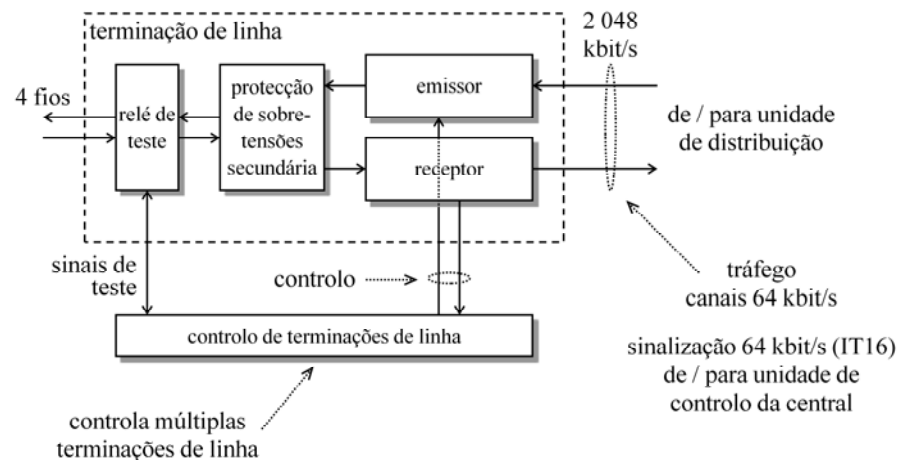 terminação de linha
2 048
kbit/s
4 fios
relé de
teste
protecção
de sobre-
tensões
secundária
emissor
receptor
de / para unidade
de distribuição
sinais de
teste
controlo
tráfego
canais 64 kbit/s
controlo de terminações de linha
sinalização 64 kbit/s (IT16)
de / para unidade de
controlo da central
controla múltiplas
terminações de linha